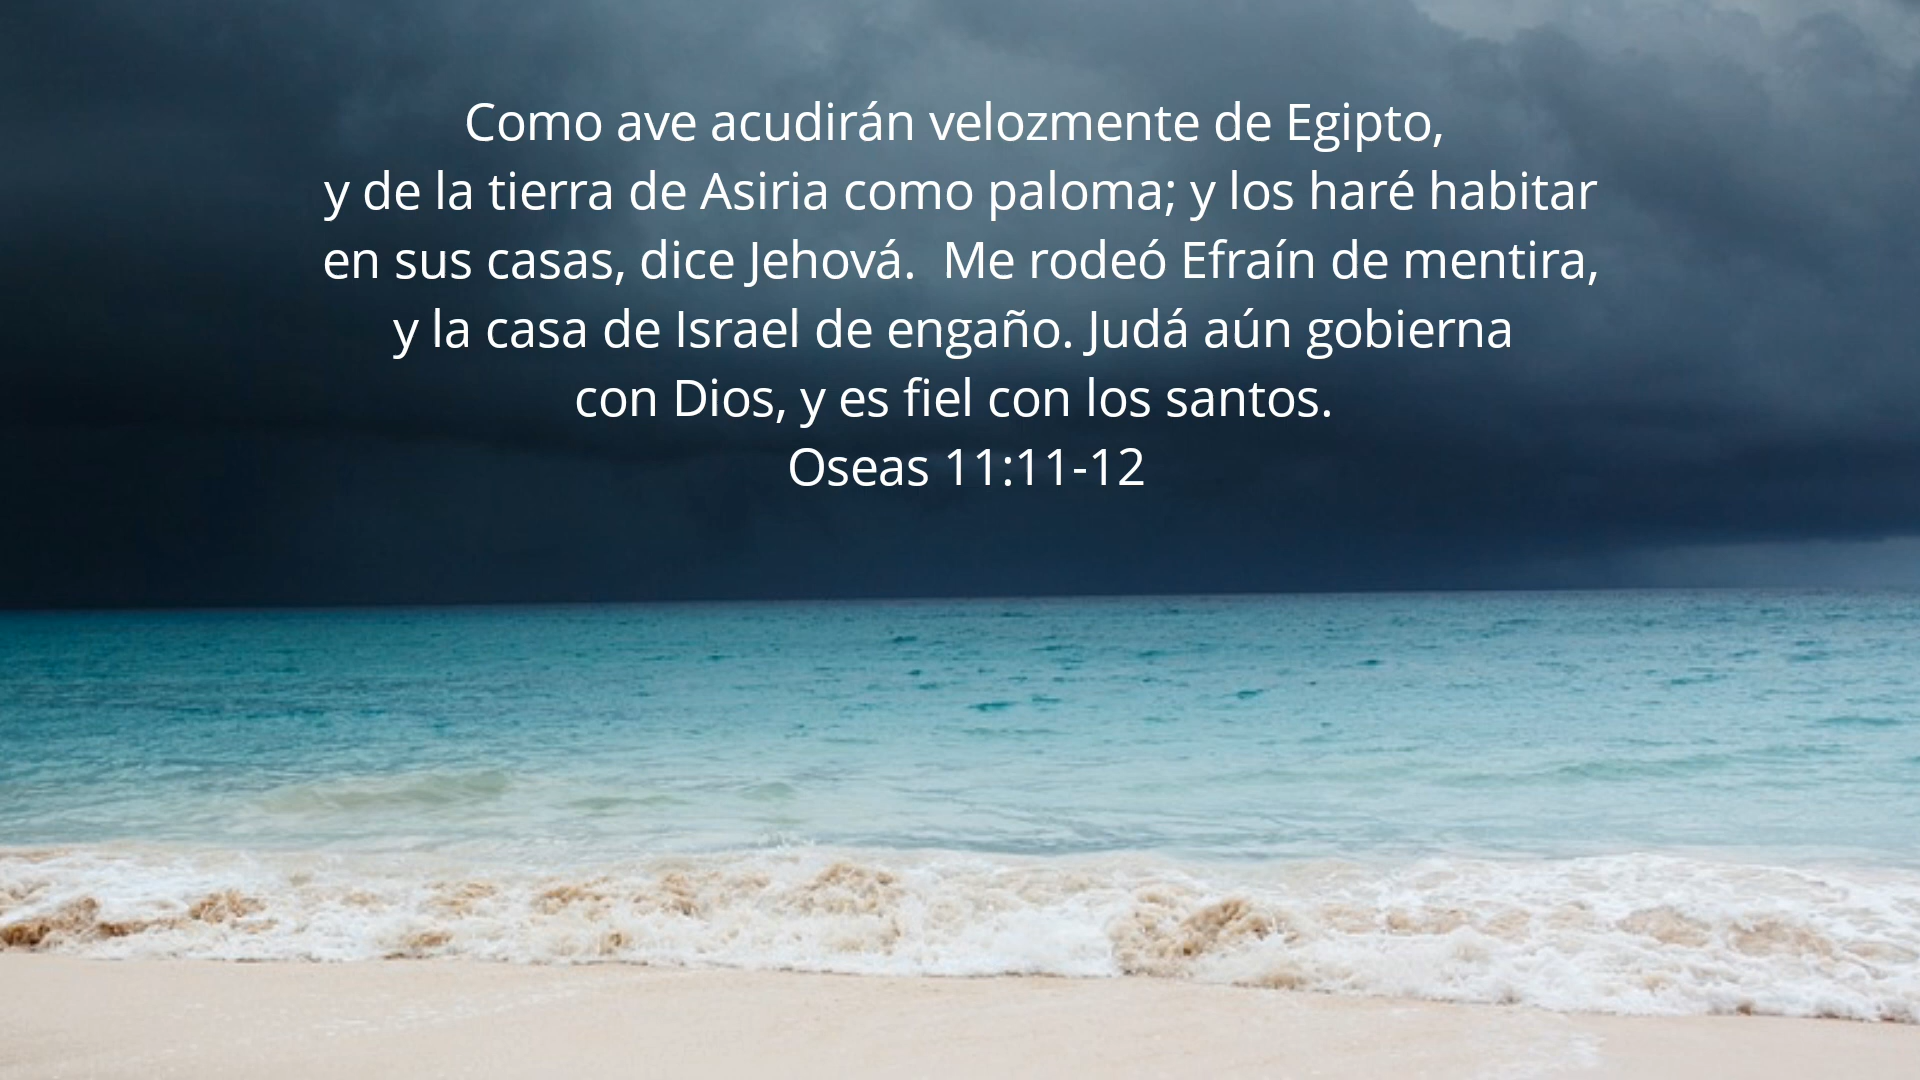 Como ave acudirán velozmente de Egipto,
y de la tierra de Asiria como paloma; y los haré habitar
en sus casas, dice Jehová.  Me rodeó Efraín de mentira,
y la casa de Israel de engaño. Judá aún gobierna
con Dios, y es fiel con los santos.
Oseas 11:11-12